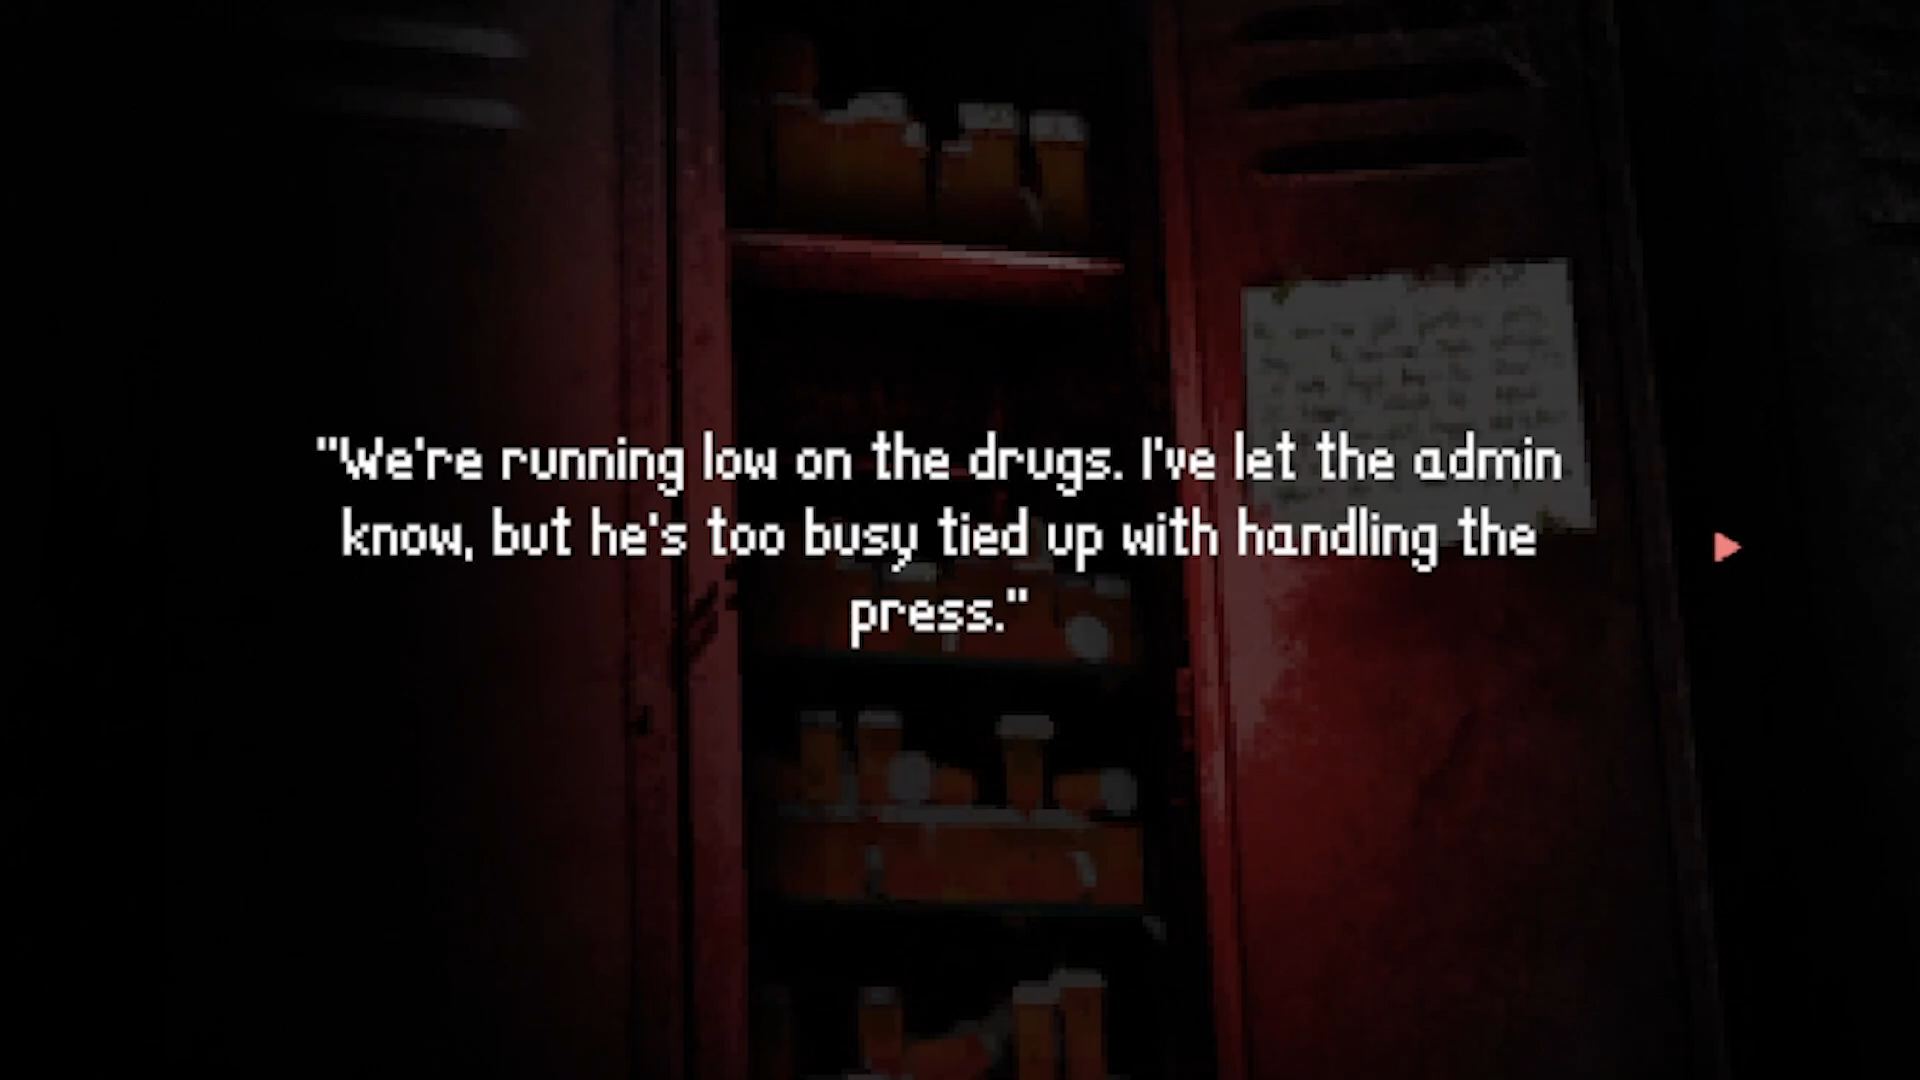 "We're running low on the drugs. I've let the admin
know, but he's too busy tied up with handling the
press."